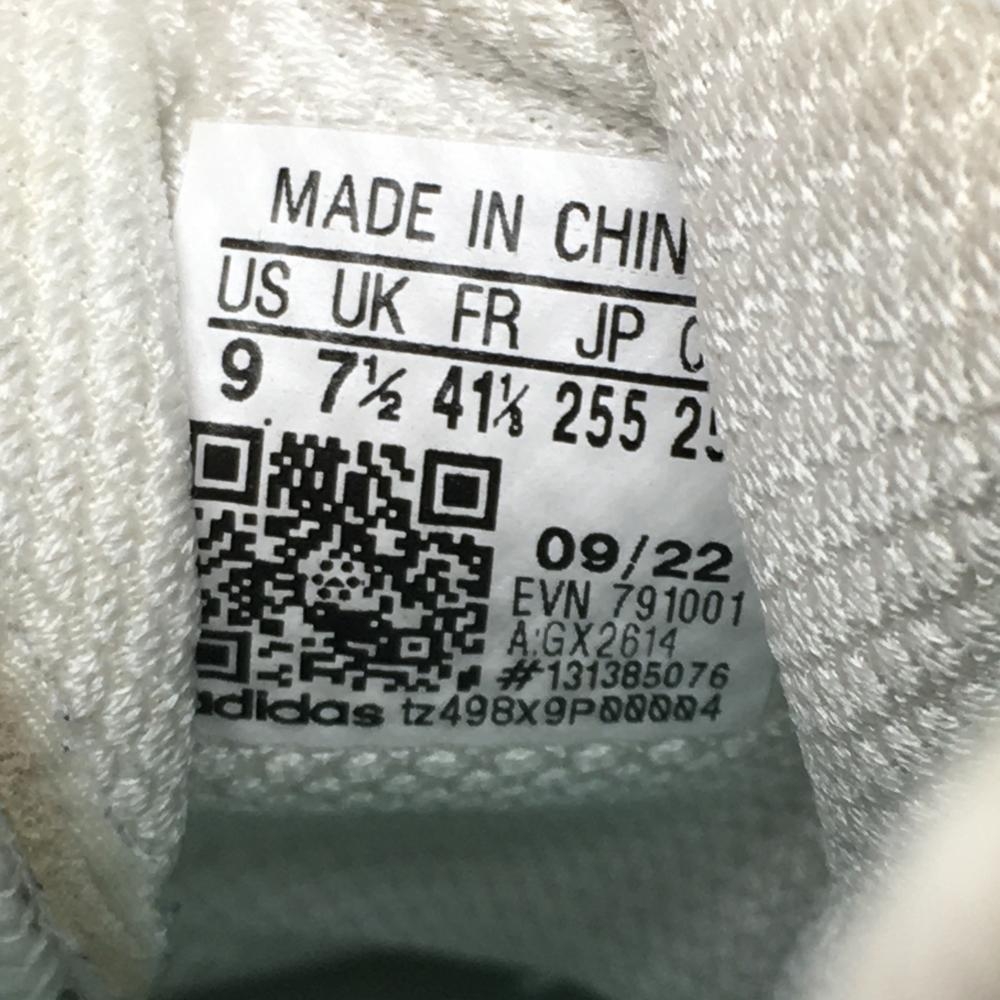 MADE IN CHIN
US UK FR JP C
9 7½ 41⅓ 255 25
09/22
EVN 791001
A:GX2614
#131385076
adidas tz498X9P00004